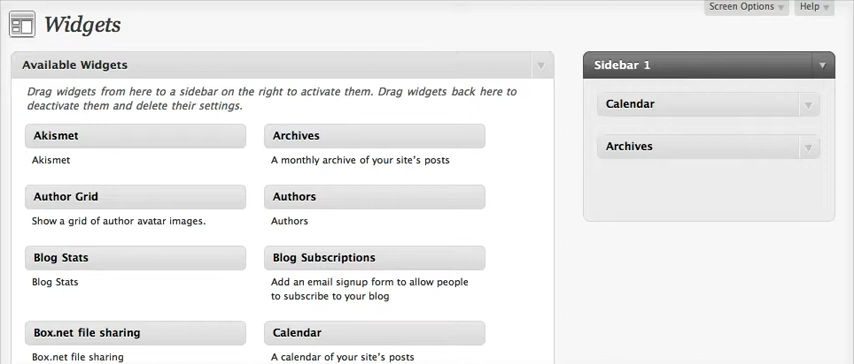 Screen Options
Help
Widgets
Available Widgets
Drag widgets from here to a sidebar on the right to activate them. Drag widgets back here to
deactivate them and delete their settings.
Akismet
Akismet
Archives
A monthly archive of your site's posts
Author Grid
Show a grid of author avatar images.
Authors
Authors
Blog Stats
Blog Stats
Blog Subscriptions
Add an email signup form to allow people
to subscribe to your blog
Box.net file sharing
Box.net file sharing
Calendar
A calendar of your site's posts
Sidebar 1
Calendar
Archives